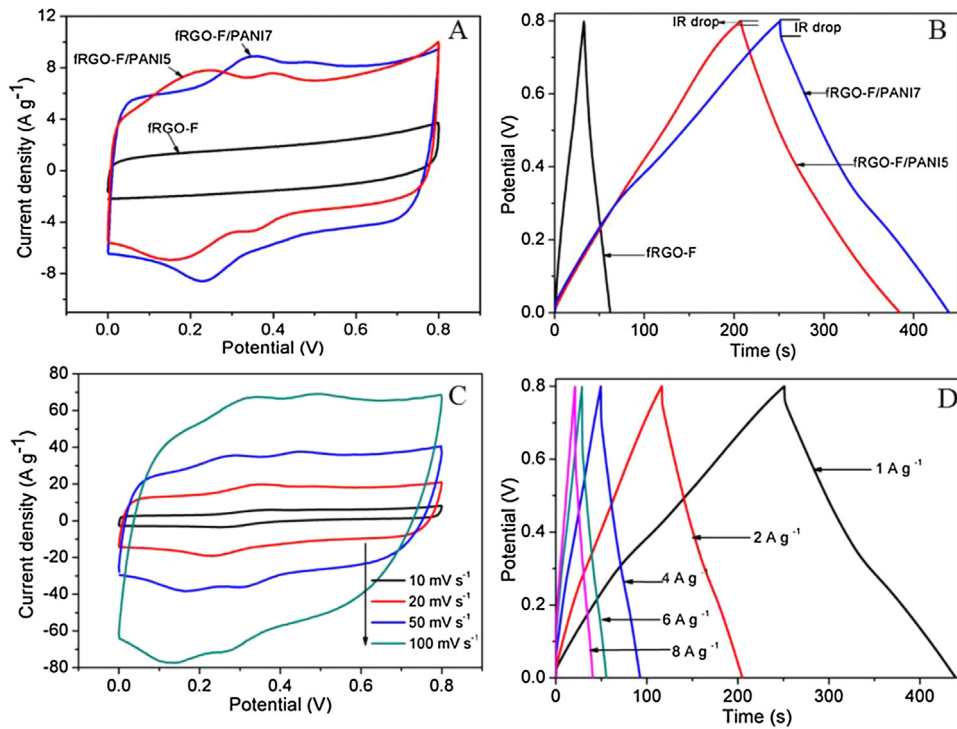 A
12
8
4
0
-4
-8
Current density (A g⁻¹)
fRGO-F/PANI7
fRGO-F/PANI5
fRGO-F
0.0 0.2 0.4 0.6 0.8
Potential (V)
B
0.8
0.6
0.4
0.2
0.0
Potential (V)
IR drop
IR drop
fRGO-F/PANI7
fRGO-F/PANI5
fRGO-F
0 100 200 300 400
Time (s)
C
80
60
40
20
0
-20
-40
-60
-80
Current density (A g⁻¹)
10 mV s⁻¹
20 mV s⁻¹
50 mV s⁻¹
100 mV s⁻¹
0.0 0.2 0.4 0.6 0.8
Potential (V)
D
0.8
0.6
0.4
0.2
0.0
Potential (V)
1 A g⁻¹
2 A g⁻¹
4 A g⁻¹
6 A g⁻¹
8 A g⁻¹
0 100 200 300 400
Time (s)